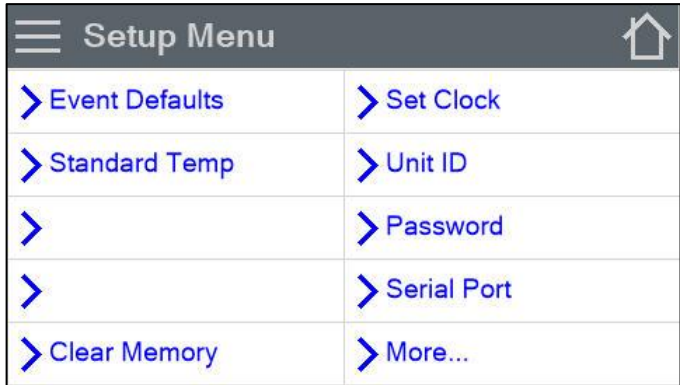 Setup Menu
Event Defaults
Set Clock
Standard Temp
Unit ID
Password
Serial Port
Clear Memory
More...